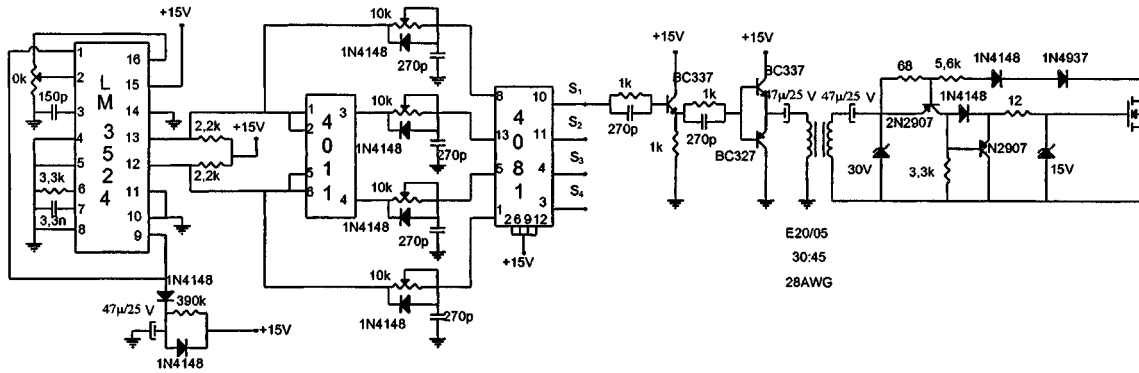 +15V
1
2
3
4
5
6
7
8
LM 3524
16
15
14
13
12
11
10
9
0k
150p
3,3k
3,3n
2,2k
+15V
2,2k
1N4148
47µ/25 V
390k
+15V
1N4148
1
2
5
6
4011
3
4
10k
1N4148
270p
10k
1N4148
270p
10k
1N4148
270p
10k
1N4148
270p
8
13
5
1
4081
10
11
4
3
2 6 9 12
+15V
S1
S2
S3
S4
1k
270p
+15V
BC337
1k
1k
270p
+15V
BC337
BC327
47µ/25 V
47µ/25 V
E20/05
30:45
28AWG
30V
68
5,6k
1N4148
1N4937
2N2907
1N4148
12
N2907
3,3k
15V